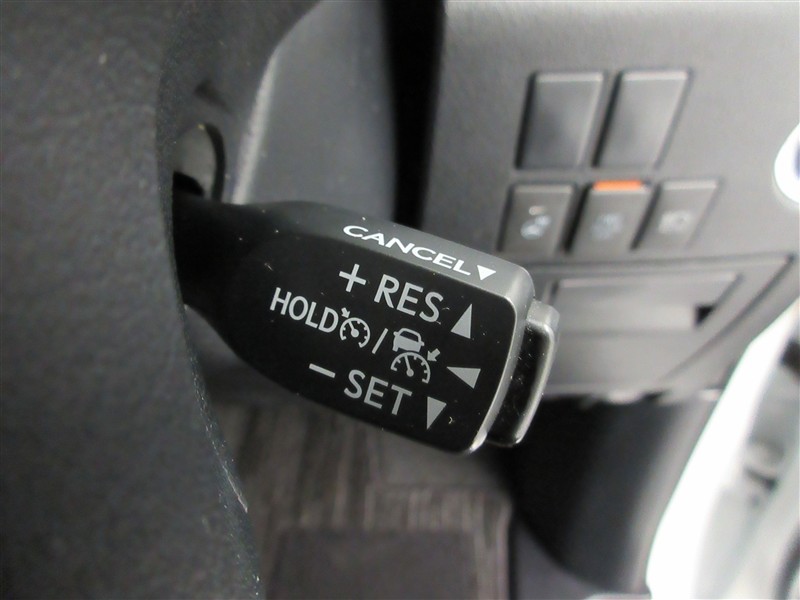 CANCEL▼
+ RES ▲
HOLD / ◀
− SET ▼